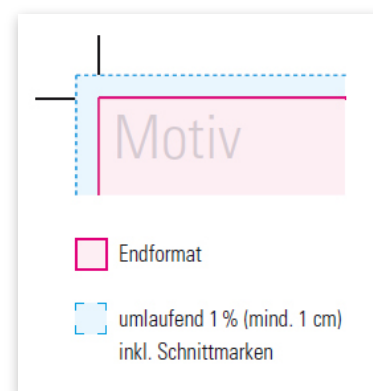 Motiv
Endformat
umlaufend 1 % (mind. 1 cm)
inkl. Schnittmarken